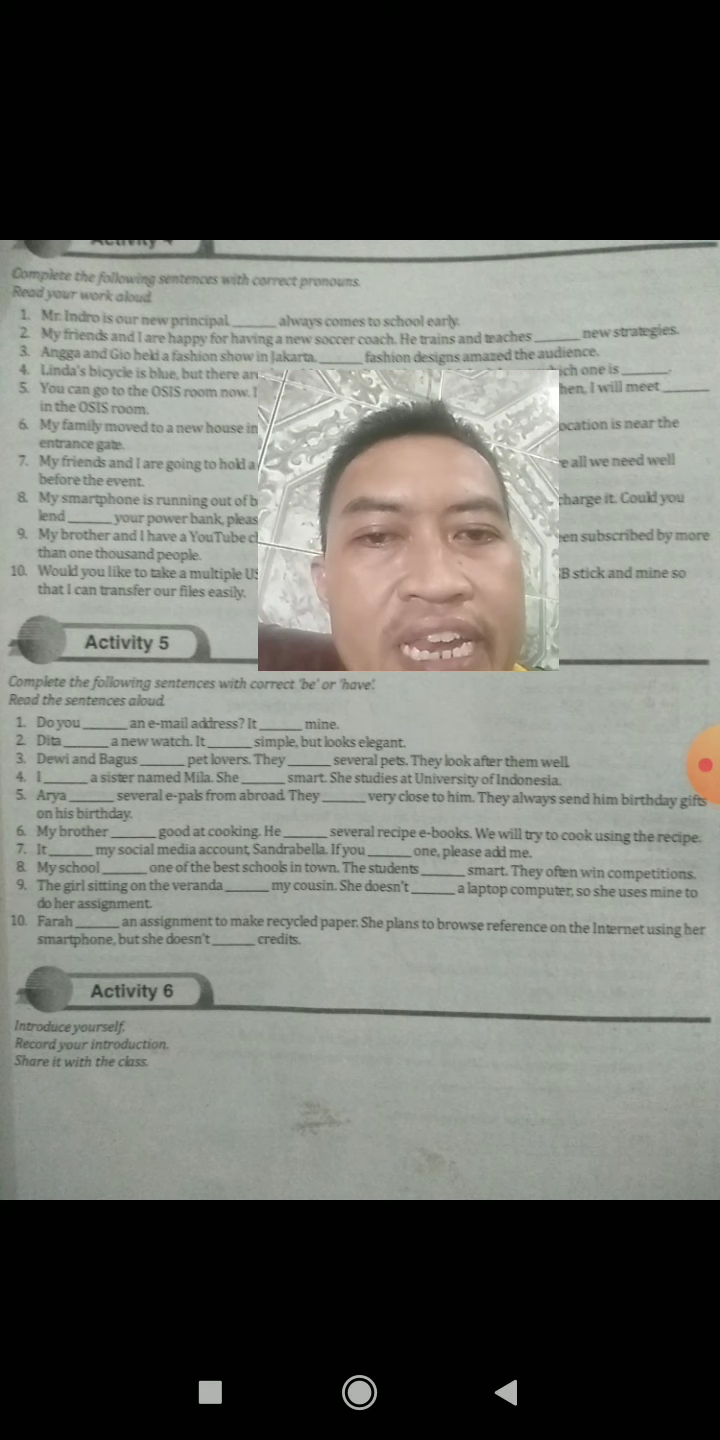 Activity 4
Complete the following sentences with correct pronouns.
Read your work aloud.
1. Mr. Indro is our new principal. ______ always comes to school early.
2. My friends and I are happy for having a new soccer coach. He trains and teaches ______ new strategies.
3. Angga and Gio held a fashion show in Jakarta. ______ fashion designs amazed the audience.
4. Linda's bicycle is blue, but there are which one is ______.
5. You can go to the OSIS room now. I then, I will meet ______
in the OSIS room.
6. My family moved to a new house in location is near the
entrance gate.
7. My friends and I are going to hold a all we need well
before the event.
8. My smartphone is running out of charge it. Could you
lend ______ your power bank, please
9. My brother and I have a YouTube been subscribed by more
than one thousand people.
10. Would you like to take a multiple stick and mine so
that I can transfer our files easily.
Activity 5
Complete the following sentences with correct 'be' or 'have'.
Read the sentences aloud.
1. Do you ______ an e-mail address? It ______ mine.
2. Dita ______ a new watch. It ______ simple, but looks elegant.
3. Dewi and Bagus ______ pet lovers. They ______ several pets. They look after them well.
4. I ______ a sister named Mila. She ______ smart. She studies at University of Indonesia.
5. Arya ______ several e-pals from abroad. They ______ very close to him. They always send him birthday gifts
on his birthday.
6. My brother ______ good at cooking. He ______ several recipe e-books. We will try to cook using the recipe.
7. It ______ my social media account, Sandrabella. If you ______ one, please add me.
8. My school ______ one of the best schools in town. The students ______ smart. They often win competitions.
9. The girl sitting on the veranda ______ my cousin. She doesn't ______ a laptop computer, so she uses mine to
do her assignment.
10. Farah ______ an assignment to make recycled paper. She plans to browse reference on the Internet using her
smartphone, but she doesn't ______ credits.
Activity 6
Introduce yourself.
Record your introduction.
Share it with the class.